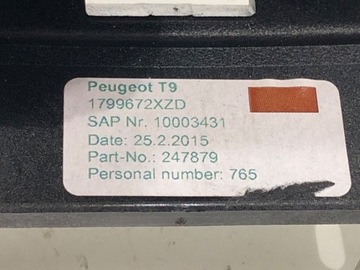 Peugeot T9
1799672XZD
SAP Nr. 10003431
Date: 25.2.2015
Part-No.: 247879
Personal number: 765